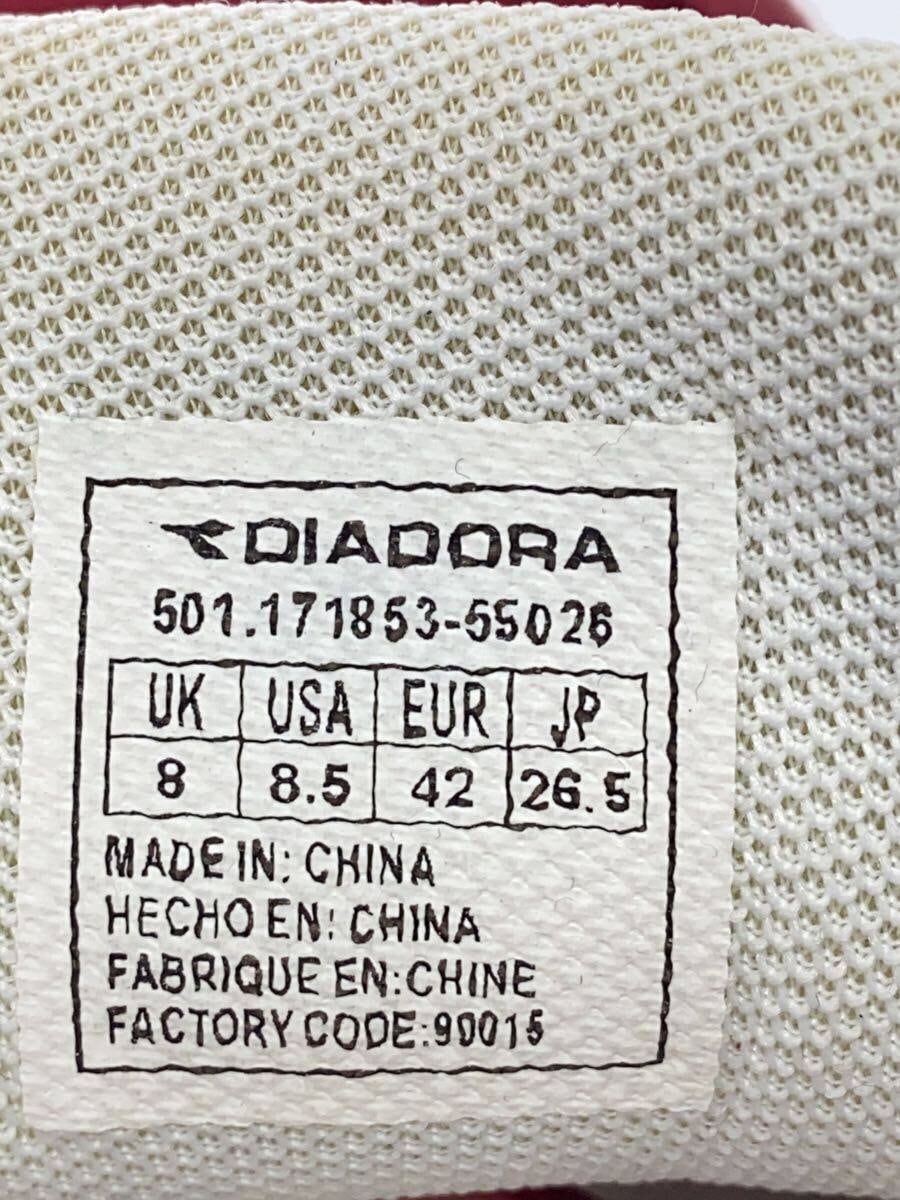 DIADORA
501.171853-55026
UK USA EUR JP
8 8.5 42 26.5
MADE IN: CHINA
HECHO EN: CHINA
FABRIQUE EN:CHINE
FACTORY CODE:90015